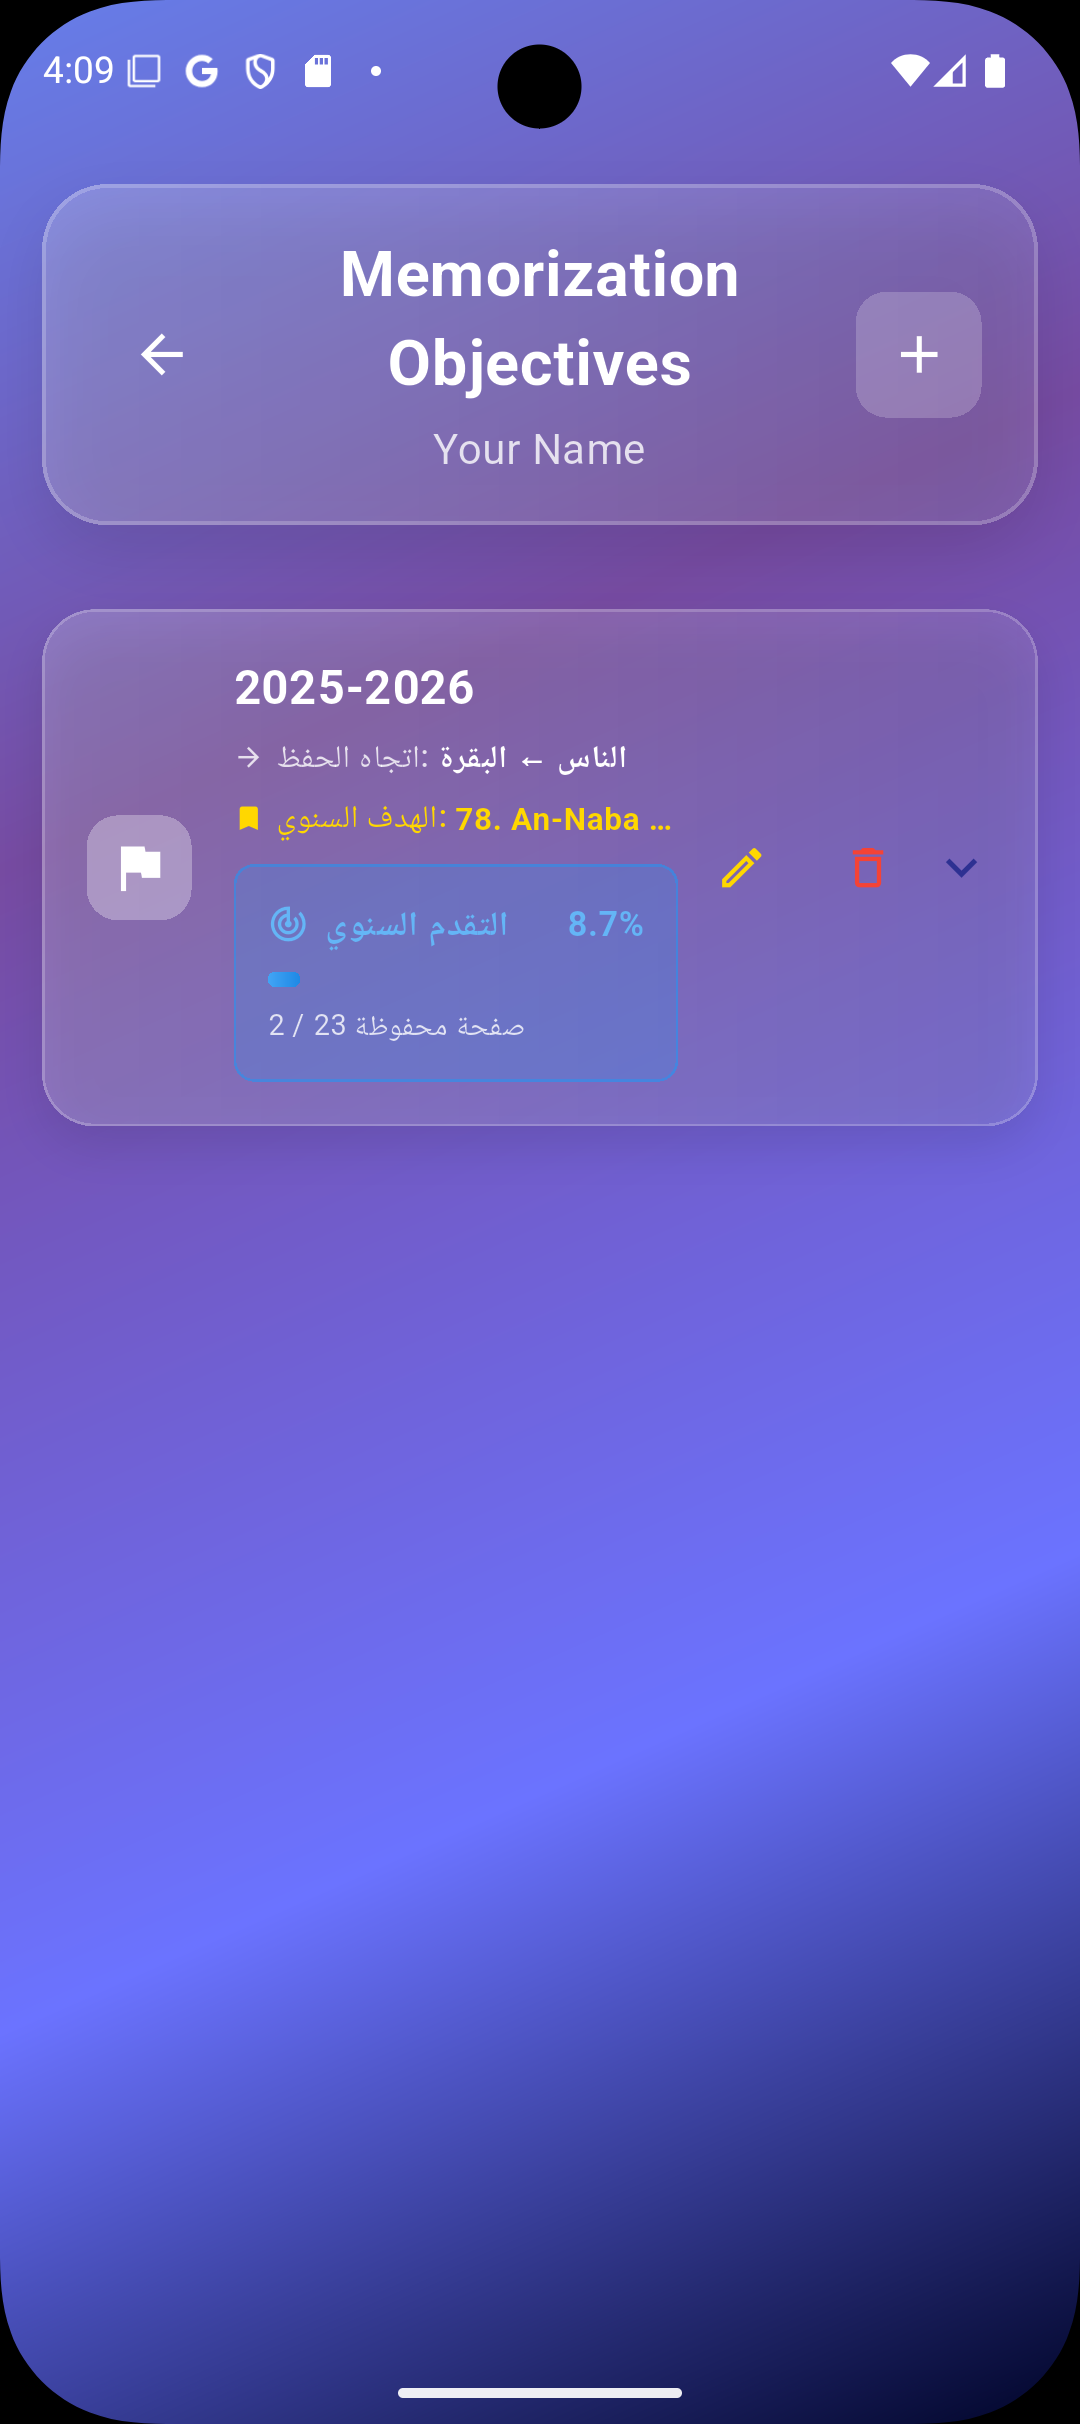 4:09
Memorization
Objectives
Your Name
2025-2026
اتجاه الحفظ: الناس ← البقرة
الهدف السنوي: 78. An-Naba ...
التقدم السنوي 8.7%
2 / 23 صفحة محفوظة